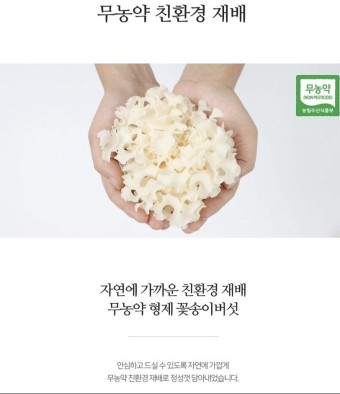 무농약 친환경 재배
무농약
(NON PESTICIDE)
농림축산식품부
자연에 가까운 친환경 재배
무농약 형제 꽃송이버섯
안심하고 드실 수 있도록 자연에 가깝게
무농약 친환경 재배로 정성껏 담아내었습니다.